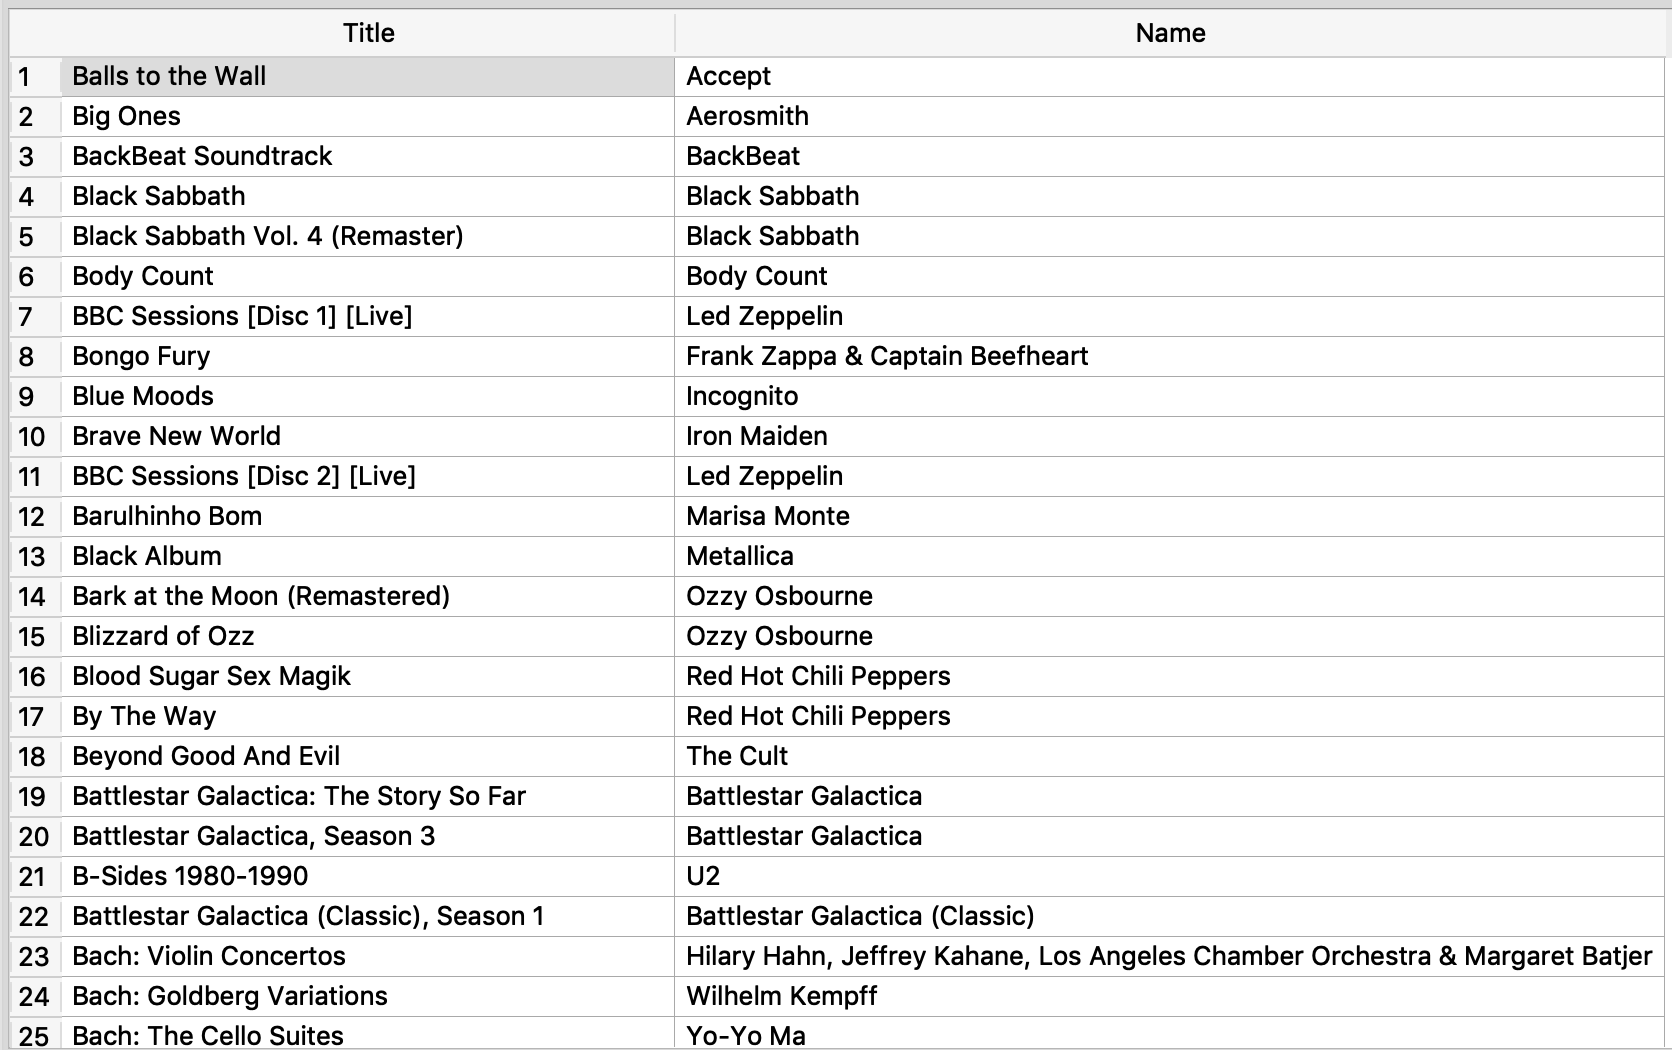 Title Name
1 Balls to the Wall Accept
2 Big Ones Aerosmith
3 BackBeat Soundtrack BackBeat
4 Black Sabbath Black Sabbath
5 Black Sabbath Vol. 4 (Remaster) Black Sabbath
6 Body Count Body Count
7 BBC Sessions [Disc 1] [Live] Led Zeppelin
8 Bongo Fury Frank Zappa & Captain Beefheart
9 Blue Moods Incognito
10 Brave New World Iron Maiden
11 BBC Sessions [Disc 2] [Live] Led Zeppelin
12 Barulhinho Bom Marisa Monte
13 Black Album Metallica
14 Bark at the Moon (Remastered) Ozzy Osbourne
15 Blizzard of Ozz Ozzy Osbourne
16 Blood Sugar Sex Magik Red Hot Chili Peppers
17 By The Way Red Hot Chili Peppers
18 Beyond Good And Evil The Cult
19 Battlestar Galactica: The Story So Far Battlestar Galactica
20 Battlestar Galactica, Season 3 Battlestar Galactica
21 B-Sides 1980-1990 U2
22 Battlestar Galactica (Classic), Season 1 Battlestar Galactica (Classic)
23 Bach: Violin Concertos Hilary Hahn, Jeffrey Kahane, Los Angeles Chamber Orchestra & Margaret Batjer
24 Bach: Goldberg Variations Wilhelm Kempff
25 Bach: The Cello Suites Yo-Yo Ma